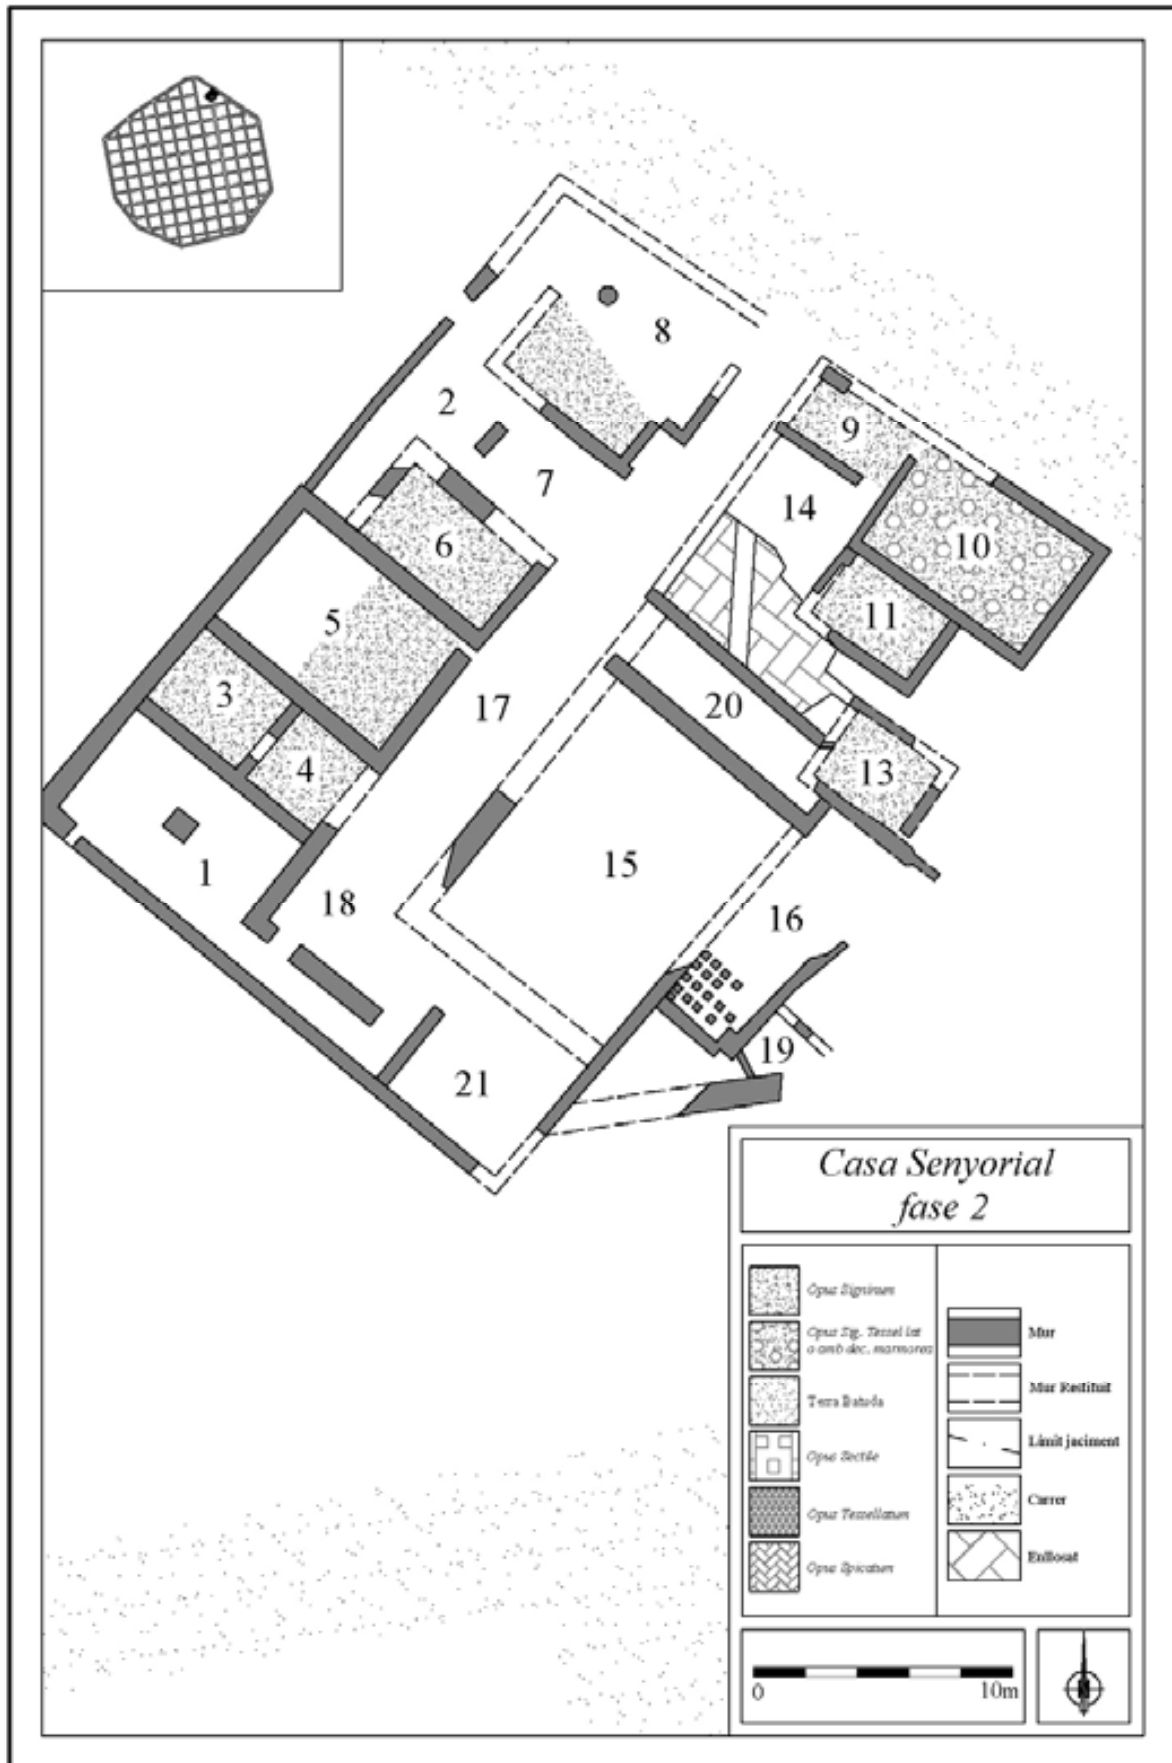 8
2
9
7
14
6
10
11
5
3
17
20
4
13
1
15
18
16
19
21
Casa Senyorial
fase 2
Opus Signinum
Opus Sig. Tessel lat
o amb dec. marmorea
Terra Batuda
Opus Sectile
Opus Tessellatum
Opus Spicatum
Mur
Mur Restituit
Límit jaciment
Carrer
Enllosat
0
10m